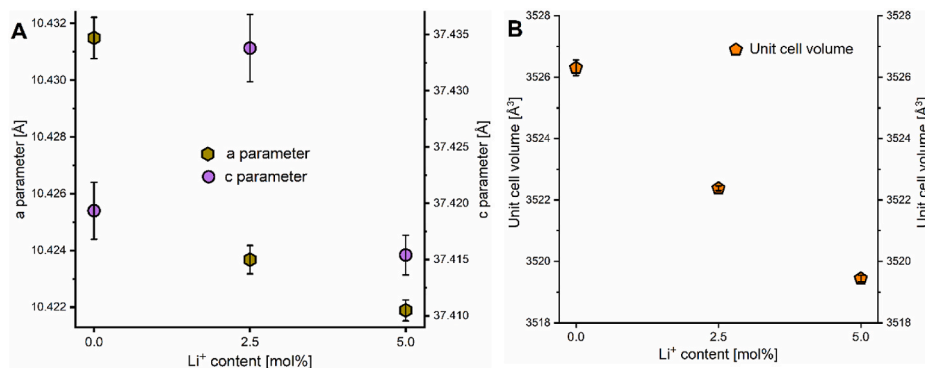 A
10.432
10.430
10.428
10.426
10.424
10.422
a parameter [Å]
a parameter
c parameter
37.435
37.430
37.425
37.420
37.415
37.410
c parameter [Å]
0.0 2.5 5.0
Li⁺ content [mol%]
B
3528
3526
3524
3522
3520
3518
Unit cell volume [Å³]
Unit cell volume
3528
3526
3524
3522
3520
3518
Unit cell volume [Å³]
0.0 2.5 5.0
Li⁺ content [mol%]